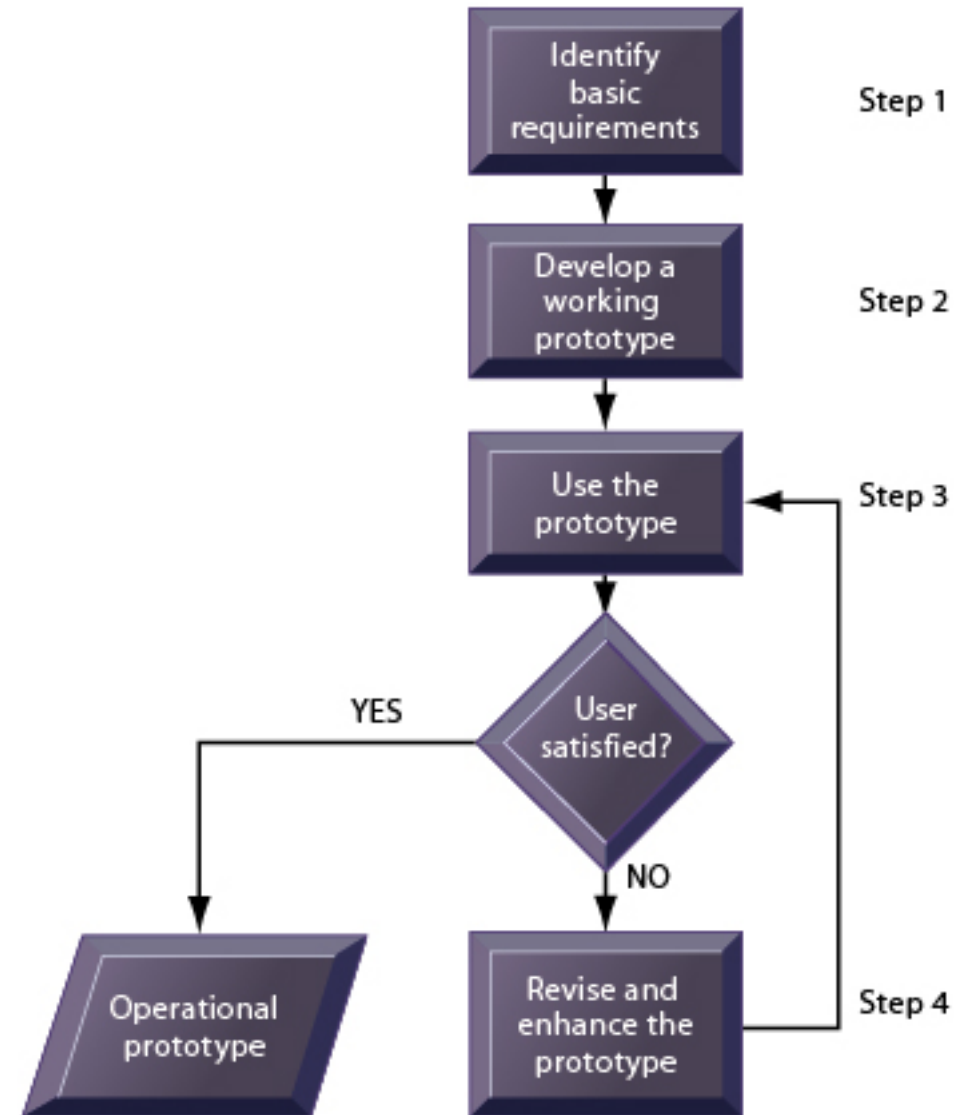 Identify
basic
requirements
Step 1
Develop a
working
prototype
Step 2
Use the
prototype
Step 3
User
satisfied?
YES
NO
Operational
prototype
Revise and
enhance the
prototype
Step 4